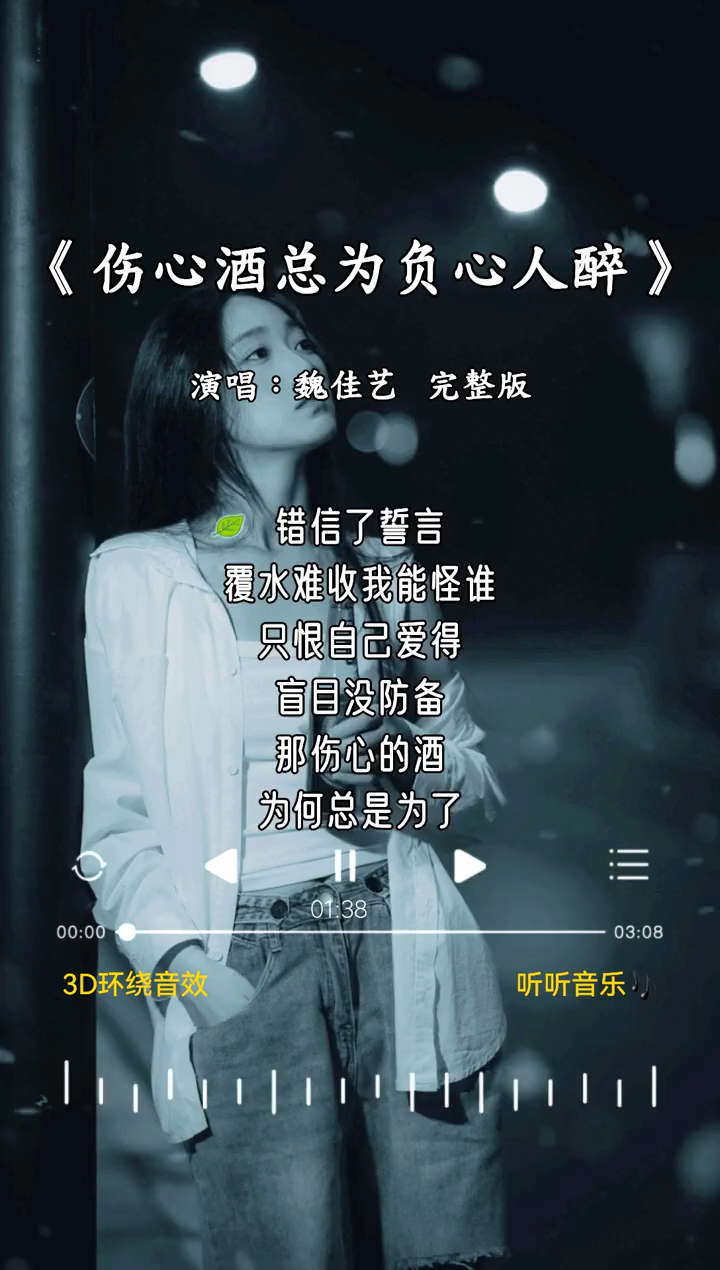 《伤心酒总为负心人醉》
演唱：魏佳艺 完整版
错信了誓言
覆水难收我能怪谁
只恨自己爱得
盲目没防备
那伤心的酒
为何总是为了
01:38
00:00 03:08
3D环绕音效 听听音乐